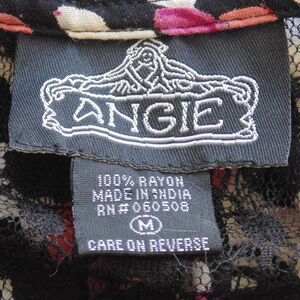 ANGIE
100% RAYON
MADE IN INDIA
RN# 060508
M
CARE ON REVERSE